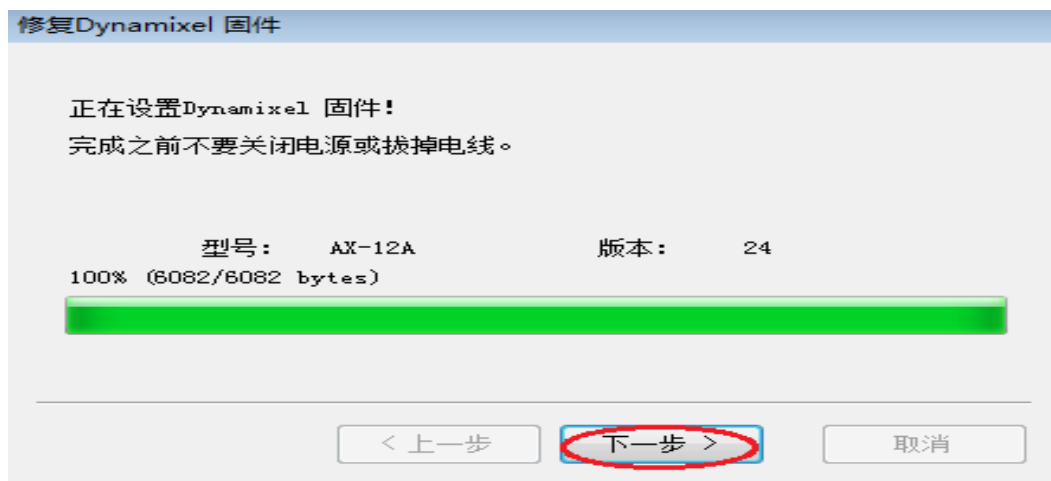 修复Dynamixel 固件
正在设置Dynamixel 固件!
完成之前不要关闭电源或拔掉电线。
型号: AX-12A 版本: 24
100% (6082/6082 bytes)
< 上一步 下一步 > 取消